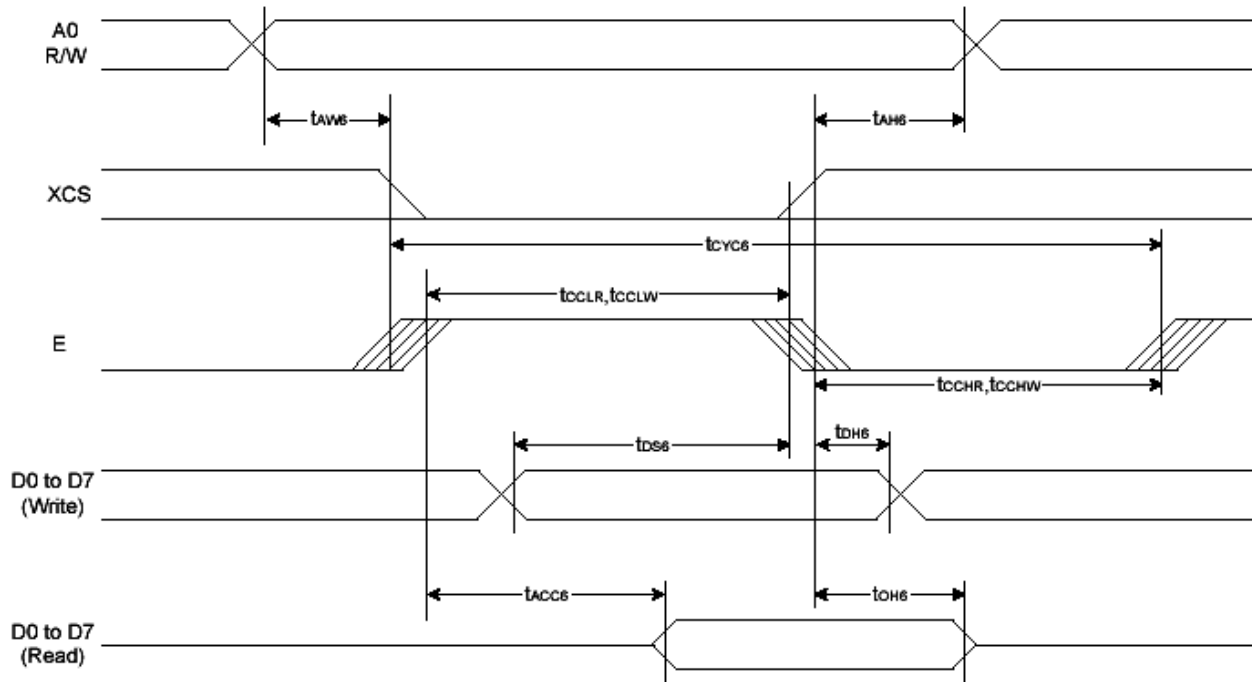 A0
R/W
tAW6
tAH6
XCS
tCYC6
tCCLR,tCCLW
E
tCCHR,tCCHW
tDS6
tDH6
D0 to D7
(Write)
tACC6
tOH6
D0 to D7
(Read)